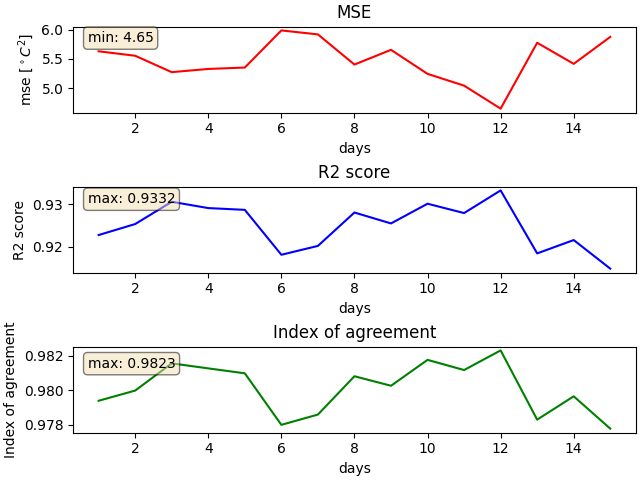 MSE
min: 4.65
6.0
5.5
5.0
mse [°C²]
2 4 6 8 10 12 14
days
R2 score
max: 0.9332
0.93
0.92
R2 score
2 4 6 8 10 12 14
days
Index of agreement
max: 0.9823
0.982
0.980
0.978
Index of agreement
2 4 6 8 10 12 14
days